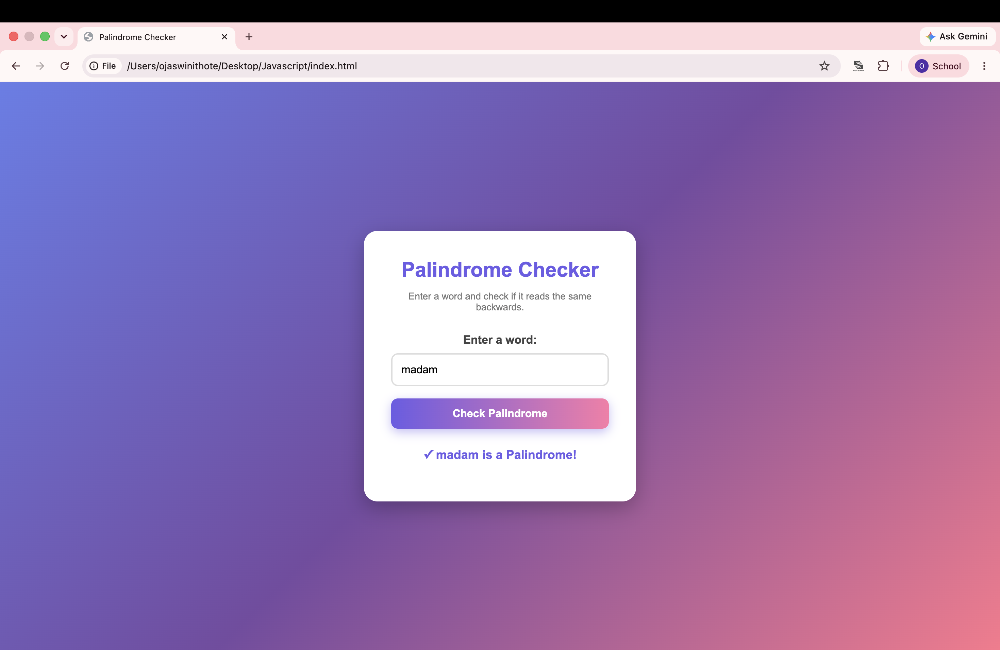 Palindrome Checker
Ask Gemini
File /Users/ojaswinithote/Desktop/Javascript/index.html
O School
Palindrome Checker
Enter a word and check if it reads the same
backwards.
Enter a word:
madam
Check Palindrome
✓ madam is a Palindrome!